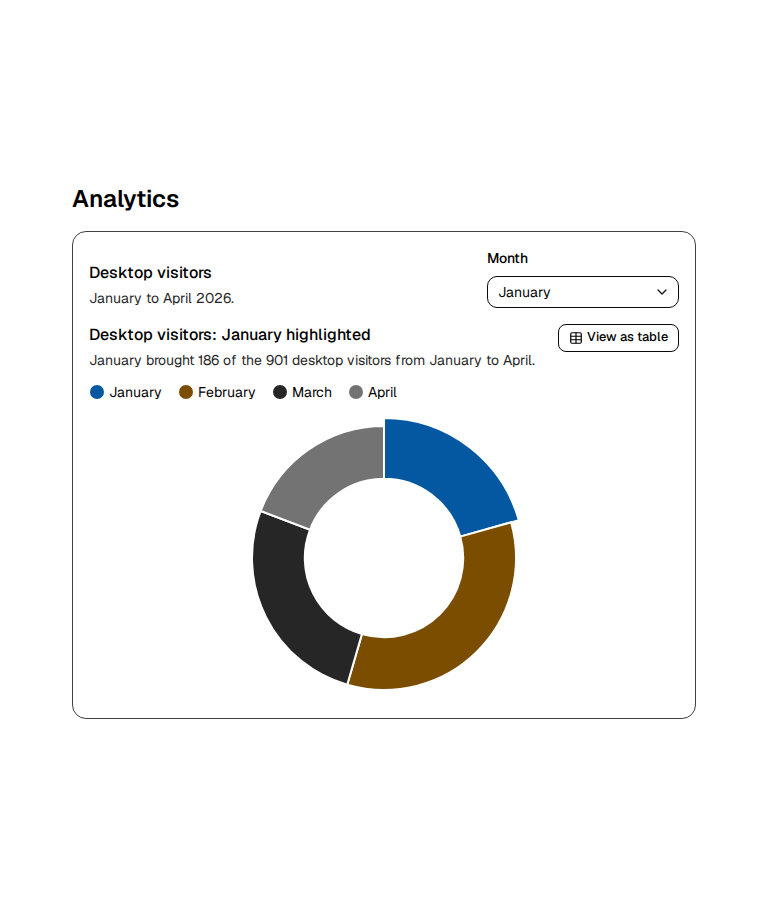 Analytics
Desktop visitors
January to April 2026.
Month
January
Desktop visitors: January highlighted
January brought 186 of the 901 desktop visitors from January to April.
View as table
January
February
March
April